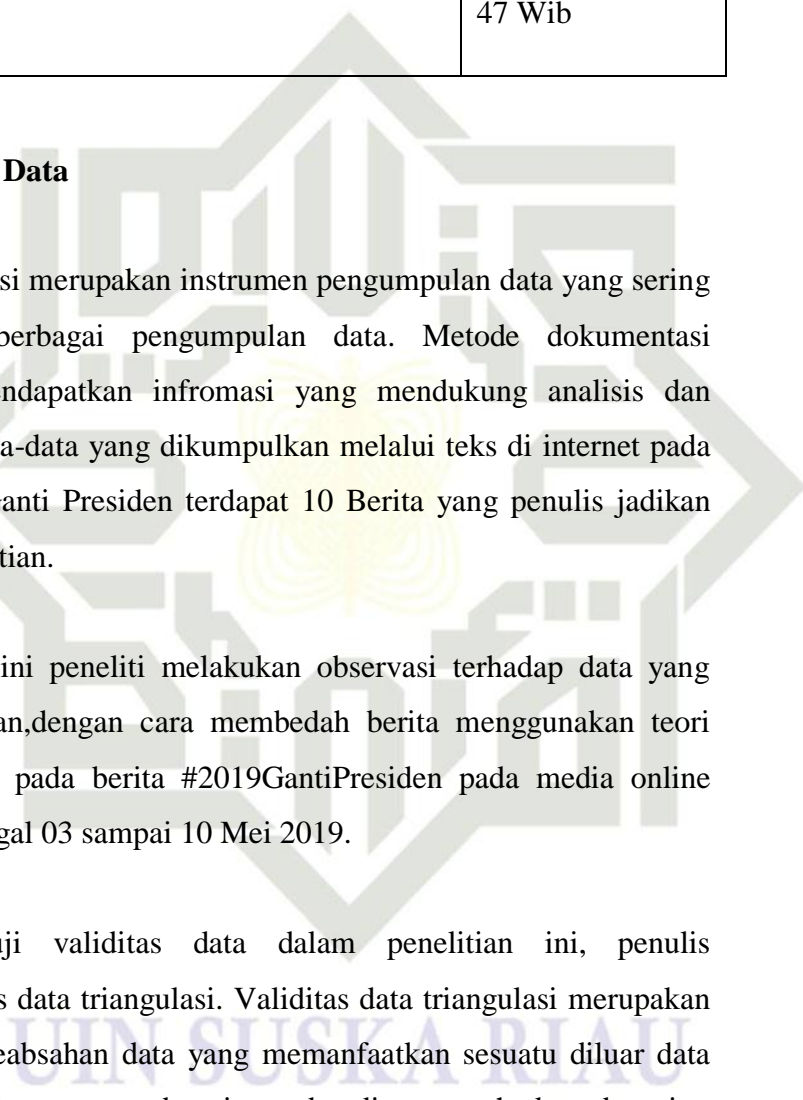 47 Wib
Data
si merupakan instrumen pengumpulan data yang sering
berbagai pengumpulan data. Metode dokumentasi
endapatkan infromasi yang mendukung analisis dan
a-data yang dikumpulkan melalui teks di internet pada
Ganti Presiden terdapat 10 Berita yang penulis jadikan
tian.
ini peneliti melakukan observasi terhadap data yang
an,dengan cara membedah berita menggunakan teori
pada berita #2019GantiPresiden pada media online
ggal 03 sampai 10 Mei 2019.
uji validitas data dalam penelitian ini, penulis
s data triangulasi. Validitas data triangulasi merupakan
eabsahan data yang memanfaatkan sesuatu diluar data
UIN SUSKA RIAU